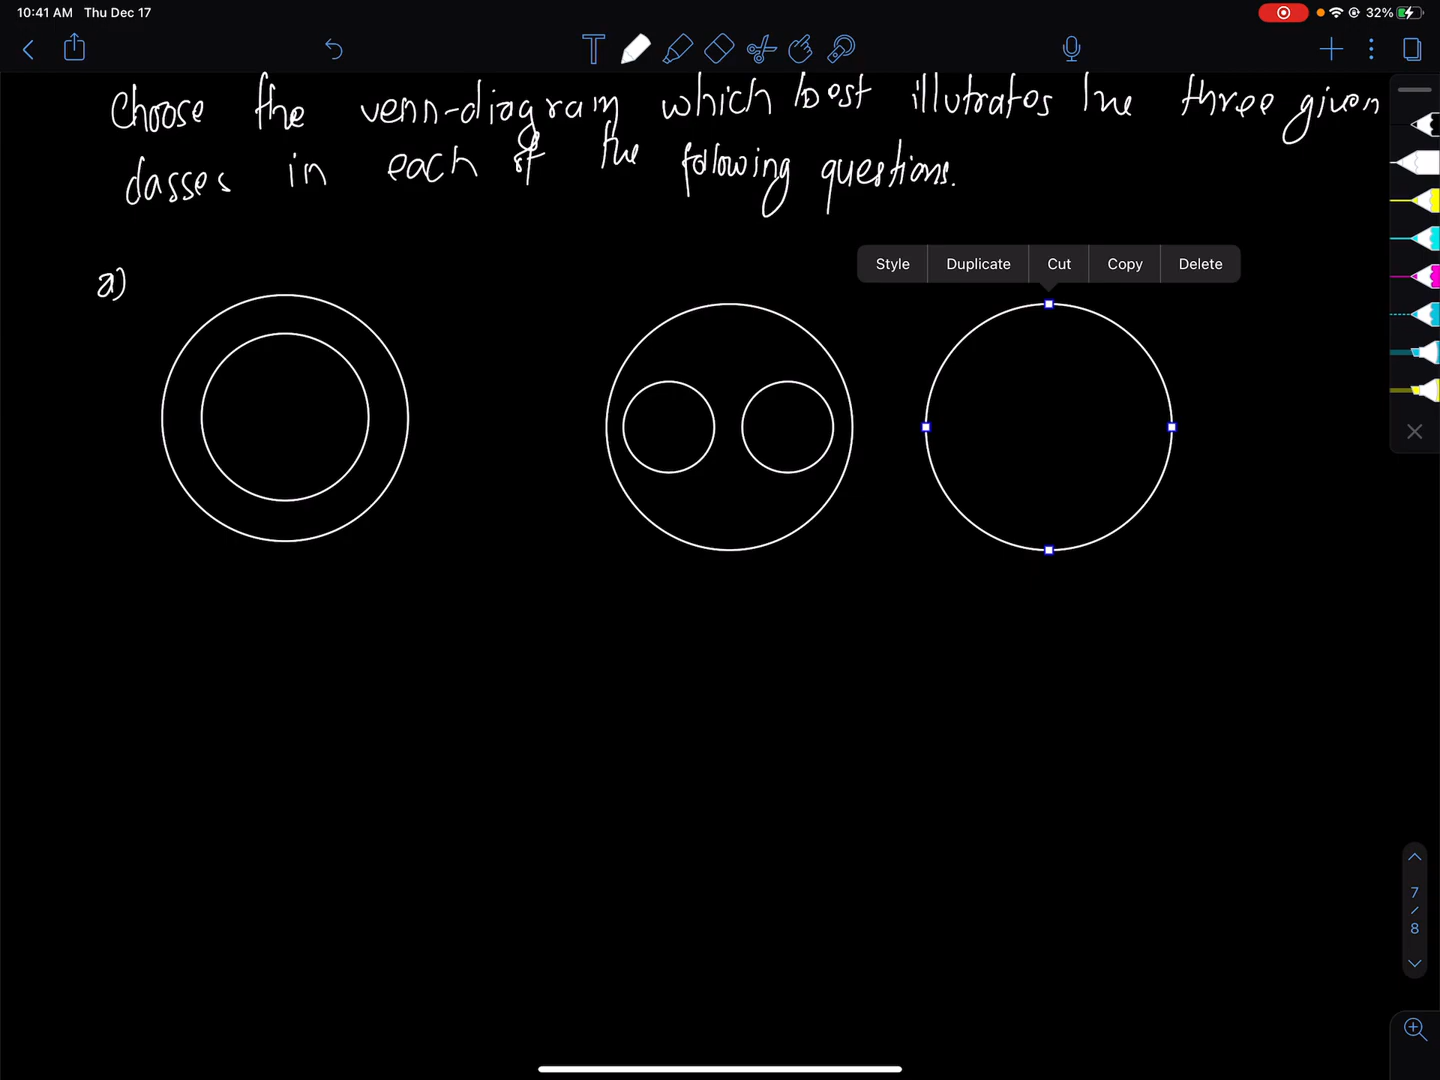 10:41 AM Thu Dec 17
32%
Choose the venn-diagram which best illutrates the three given
classes in each of the following questions.
Style Duplicate Cut Copy Delete
a)
7
/
8